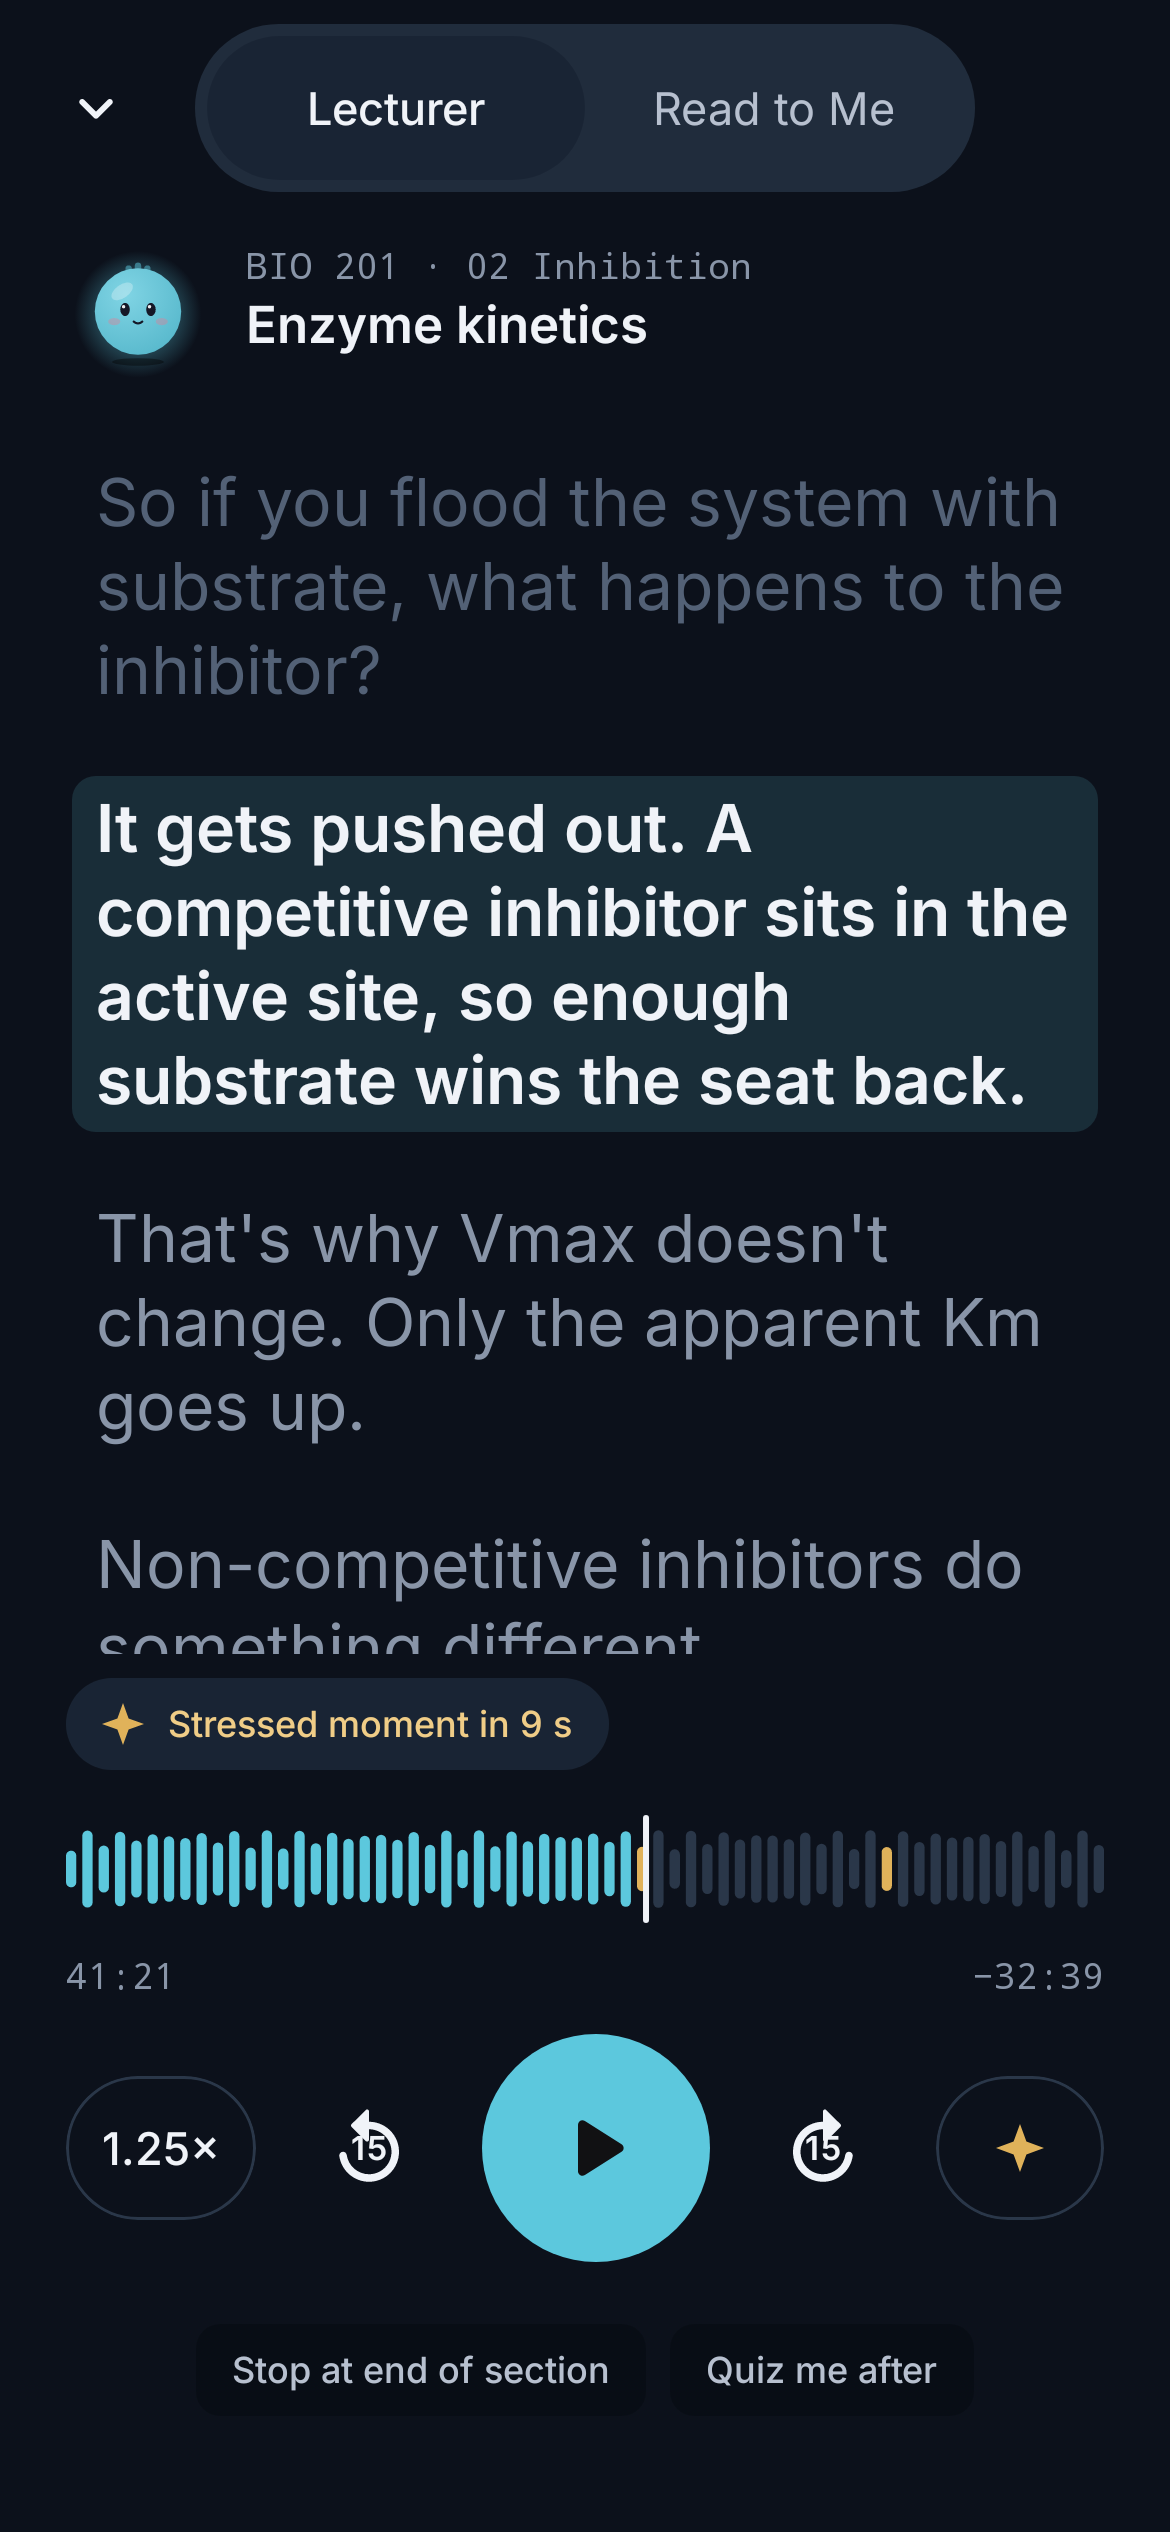 Lecturer
Read to Me
BIO 201 · 02 Inhibition
Enzyme kinetics
So if you flood the system with
substrate, what happens to the
inhibitor?
It gets pushed out. A
competitive inhibitor sits in the
active site, so enough
substrate wins the seat back.
That's why Vmax doesn't
change. Only the apparent Km
goes up.
Non-competitive inhibitors do
something different
Stressed moment in 9 s
41:21
−32:39
1.25×
15
15
Stop at end of section
Quiz me after